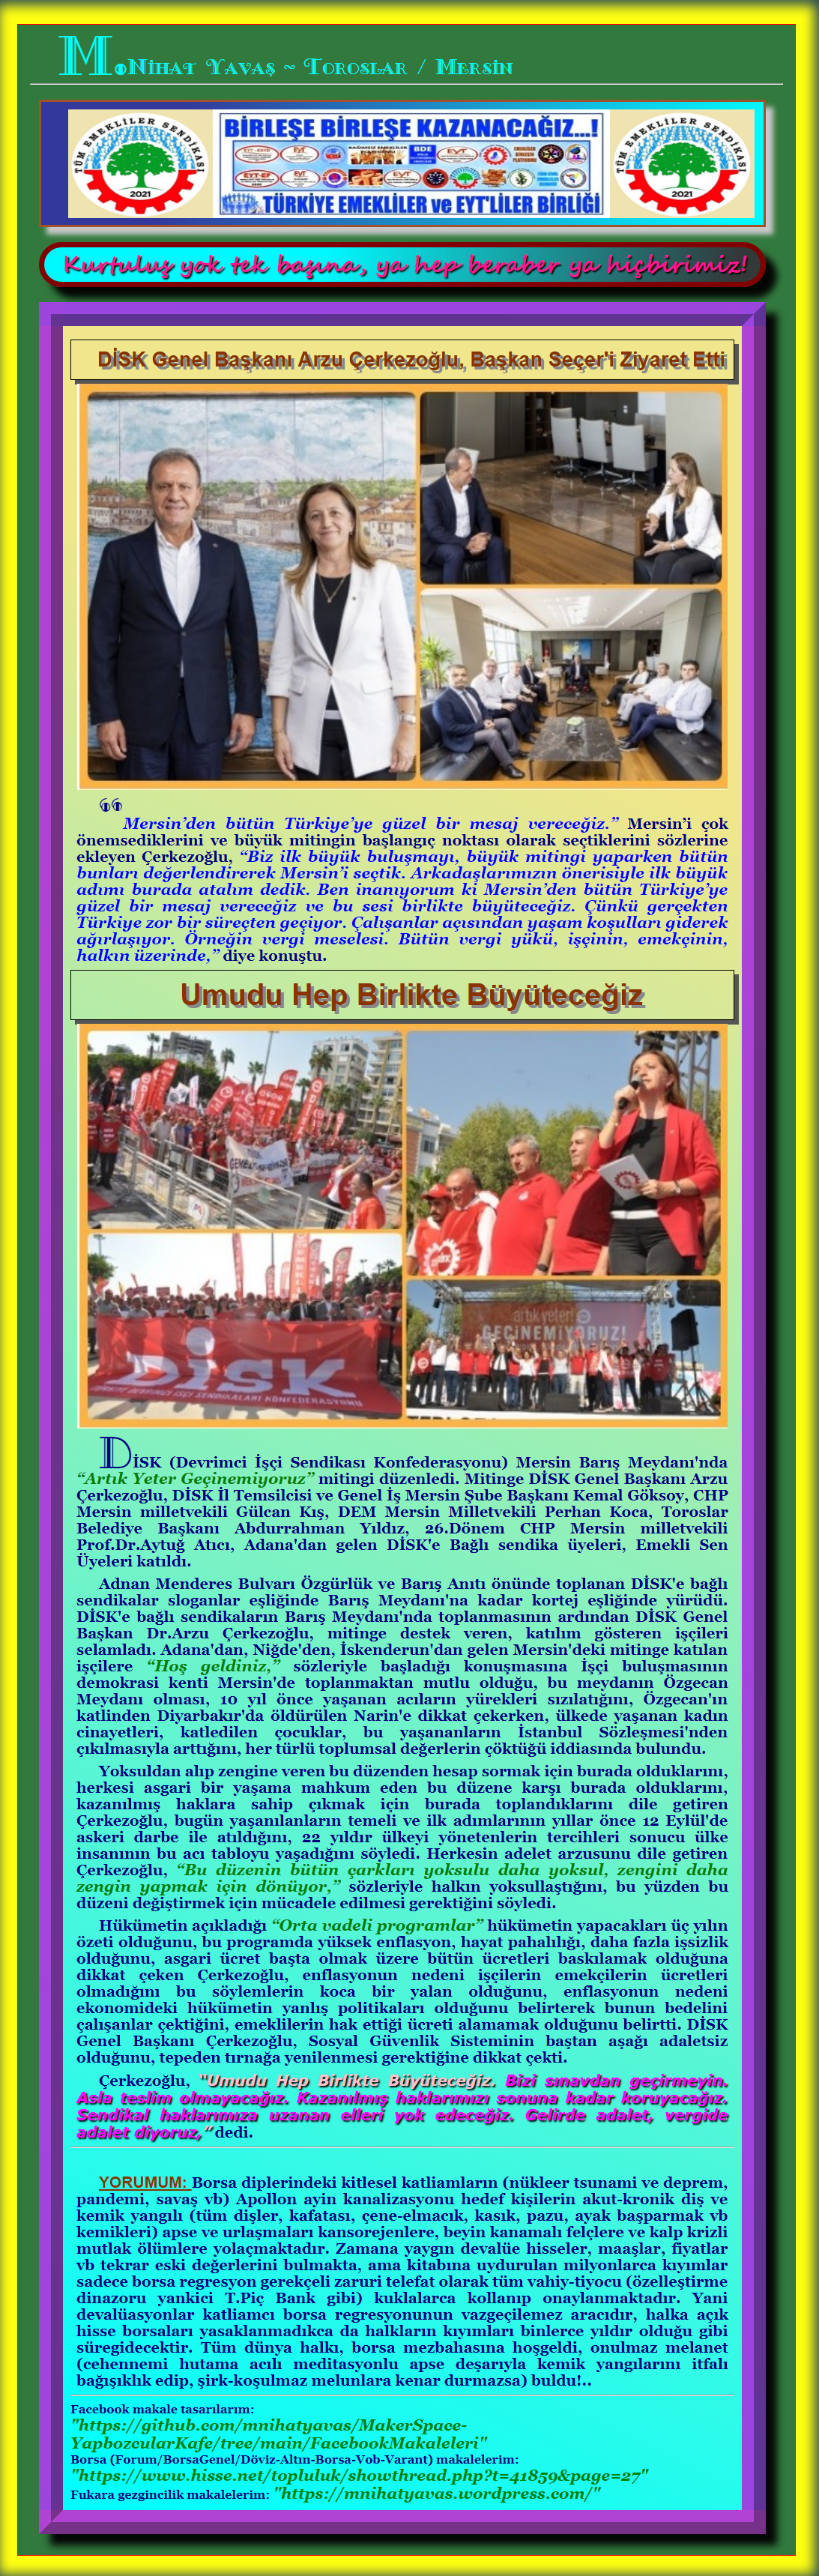 M.Nihat Yavaş ~ Toroslar / Mersin
TÜM EMEKLİLER SENDİKASI
2021
BİRLEŞE BİRLEŞE KAZANACAĞIZ...!
BDE
EYT
EYT-EF
EYT
TÜRKİYE EMEKLİLER ve EYT'LİLER BİRLİĞİ
TÜM EMEKLİLER SENDİKASI
2021
Kurtuluş yok tek başına, ya hep beraber ya hiçbirimiz!
DİSK Genel Başkanı Arzu Çerkezoğlu, Başkan Seçer'i Ziyaret Etti
“Mersin’den bütün Türkiye’ye güzel bir mesaj vereceğiz.” Mersin’i çok
önemsediklerini ve büyük mitingin başlangıç noktası olarak seçtiklerini sözlerine
ekleyen Çerkezoğlu, “Biz ilk büyük buluşmayı, büyük mitingi yaparken bütün
bunları değerlendirerek Mersin’i seçtik. Arkadaşlarımızın önerisiyle ilk büyük
adımı burada atalım dedik. Ben inanıyorum ki Mersin’den bütün Türkiye’ye
güzel bir mesaj vereceğiz ve bu sesi birlikte büyüteceğiz. Çünkü gerçekten
Türkiye zor bir süreçten geçiyor. Çalışanlar açısından yaşam koşulları giderek
ağırlaşıyor. Örneğin vergi meselesi. Bütün vergi yükü, işçinin, emekçinin,
halkın üzerinde,” diye konuştu.
Umudu Hep Birlikte Büyüteceğiz
artık yeter!
GEÇİNEMİYORUZ!
DİSK
TÜRKİYE DEVRİMCİ İŞÇİ SENDİKALARI KONFEDERASYONU
DİSK (Devrimci İşçi Sendikası Konfederasyonu) Mersin Barış Meydanı'nda
“Artık Yeter Geçinemiyoruz” mitingi düzenledi. Mitinge DİSK Genel Başkanı Arzu
Çerkezoğlu, DİSK İl Temsilcisi ve Genel İş Mersin Şube Başkanı Kemal Göksoy, CHP
Mersin milletvekili Gülcan Kış, DEM Mersin Milletvekili Perhan Koca, Toroslar
Belediye Başkanı Abdurrahman Yıldız, 26.Dönem CHP Mersin milletvekili
Prof.Dr.Aytuğ Atıcı, Adana'dan gelen DİSK'e Bağlı sendika üyeleri, Emekli Sen
Üyeleri katıldı.
Adnan Menderes Bulvarı Özgürlük ve Barış Anıtı önünde toplanan DİSK'e bağlı
sendikalar sloganlar eşliğinde Barış Meydanı'na kadar kortej eşliğinde yürüdü.
DİSK'e bağlı sendikaların Barış Meydanı'nda toplanmasının ardından DİSK Genel
Başkan Dr.Arzu Çerkezoğlu, mitinge destek veren, katılım gösteren işçileri
selamladı. Adana'dan, Niğde'den, İskenderun'dan gelen Mersin'deki mitinge katılan
işçilere “Hoş geldiniz,” sözleriyle başladığı konuşmasına İşçi buluşmasının
demokrasi kenti Mersin'de toplanmaktan mutlu olduğu, bu meydanın Özgecan
Meydanı olması, 10 yıl önce yaşanan acıların yürekleri sızılatığını, Özgecan'ın
katlinden Diyarbakır'da öldürülen Narin'e dikkat çekerken, ülkede yaşanan kadın
cinayetleri, katledilen çocuklar, bu yaşananların İstanbul Sözleşmesi'nden
çıkılmasıyla arttığını, her türlü toplumsal değerlerin çöktüğü iddiasında bulundu.
Yoksuldan alıp zengine veren bu düzenden hesap sormak için burada olduklarını,
herkesi asgari bir yaşama mahkum eden bu düzene karşı burada olduklarını,
kazanılmış haklara sahip çıkmak için burada toplandıklarını dile getiren
Çerkezoğlu, bugün yaşanılanların temeli ve ilk adımlarının yıllar önce 12 Eylül'de
askeri darbe ile atıldığını, 22 yıldır ülkeyi yönetenlerin tercihleri sonucu ülke
insanının bu acı tabloyu yaşadığını söyledi. Herkesin adelet arzusunu dile getiren
Çerkezoğlu, “Bu düzenin bütün çarkları yoksulu daha yoksul, zengini daha
zengin yapmak için dönüyor,” sözleriyle halkın yoksullaştığını, bu yüzden bu
düzeni değiştirmek için mücadele edilmesi gerektiğini söyledi.
Hükümetin açıkladığı “Orta vadeli programlar” hükümetin yapacakları üç yılın
özeti olduğunu, bu programda yüksek enflasyon, hayat pahalılığı, daha fazla işsizlik
olduğunu, asgari ücret başta olmak üzere bütün ücretleri baskılamak olduğuna
dikkat çeken Çerkezoğlu, enflasyonun nedeni işçilerin emekçilerin ücretleri
olmadığını bu söylemlerin koca bir yalan olduğunu, enflasyonun nedeni
ekonomideki hükümetin yanlış politikaları olduğunu belirterek bunun bedelini
çalışanlar çektiğini, emeklilerin hak ettiği ücreti alamamak olduğunu belirtti. DİSK
Genel Başkanı Çerkezoğlu, Sosyal Güvenlik Sisteminin baştan aşağı adaletsiz
olduğunu, tepeden tırnağa yenilenmesi gerektiğine dikkat çekti.
Çerkezoğlu, “Umudu Hep Birlikte Büyüteceğiz. Bizi sınavdan geçirmeyin.
Asla teslim olmayacağız. Kazanılmış haklarımızı sonuna kadar koruyacağız.
Sendikal haklarımıza uzanan elleri yok edeceğiz. Gelirde adalet, vergide
adalet diyoruz,” dedi.
YORUMUM: Borsa diplerindeki kitlesel katliamların (nükleer tsunami ve deprem,
pandemi, savaş vb) Apollon ayin kanalizasyonu hedef kişilerin akut-kronik diş ve
kemik yangılı (tüm dişler, kafatası, çene-elmacık, kasık, pazu, ayak başparmak vb
kemikleri) apse ve urlaşmaları kansorejenlere, beyin kanamalı felçlere ve kalp krizli
mutlak ölümlere yolaçmaktadır. Zamana yaygın devalüe hisseler, maaşlar, fiyatlar
vb tekrar eski değerlerini bulmakta, ama kitabına uydurulan milyonlarca kıyımlar
sadece borsa regresyon gerekçeli zaruri telefat olarak tüm vahiy-tiyocu (özelleştirme
dinazoru yankici T.Piç Bank gibi) kuklalarca kollanıp onaylanmaktadır. Yani
devalüasyonlar katliamcı borsa regresyonunun vazgeçilemez aracıdır, halka açık
hisse borsaları yasaklanmadıkca da halkların kıyımları binlerce yıldır olduğu gibi
süregidecektir. Tüm dünya halkı, borsa mezbahasına hoşgeldi, onulmaz melanet
(cehennemi hutama acılı meditasyonlu apse deşarıyla kemik yangılarını itfalı
bağışıklık edip, şirk-koşulmaz melunlara kenar durmazsa) buldu!..
Facebook makale tasarılarım:
"https://github.com/mnihatyavas/MakerSpace-
YapbozcularKafe/tree/main/FacebookMakaleleri"
Borsa (Forum/BorsaGenel/Döviz-Altın-Borsa-Vob-Varant) makalelerim:
"https://www.hisse.net/topluluk/showthread.php?t=41859&page=27"
Fukara gezgincilik makalelerim: "https://mnihatyavas.wordpress.com/"